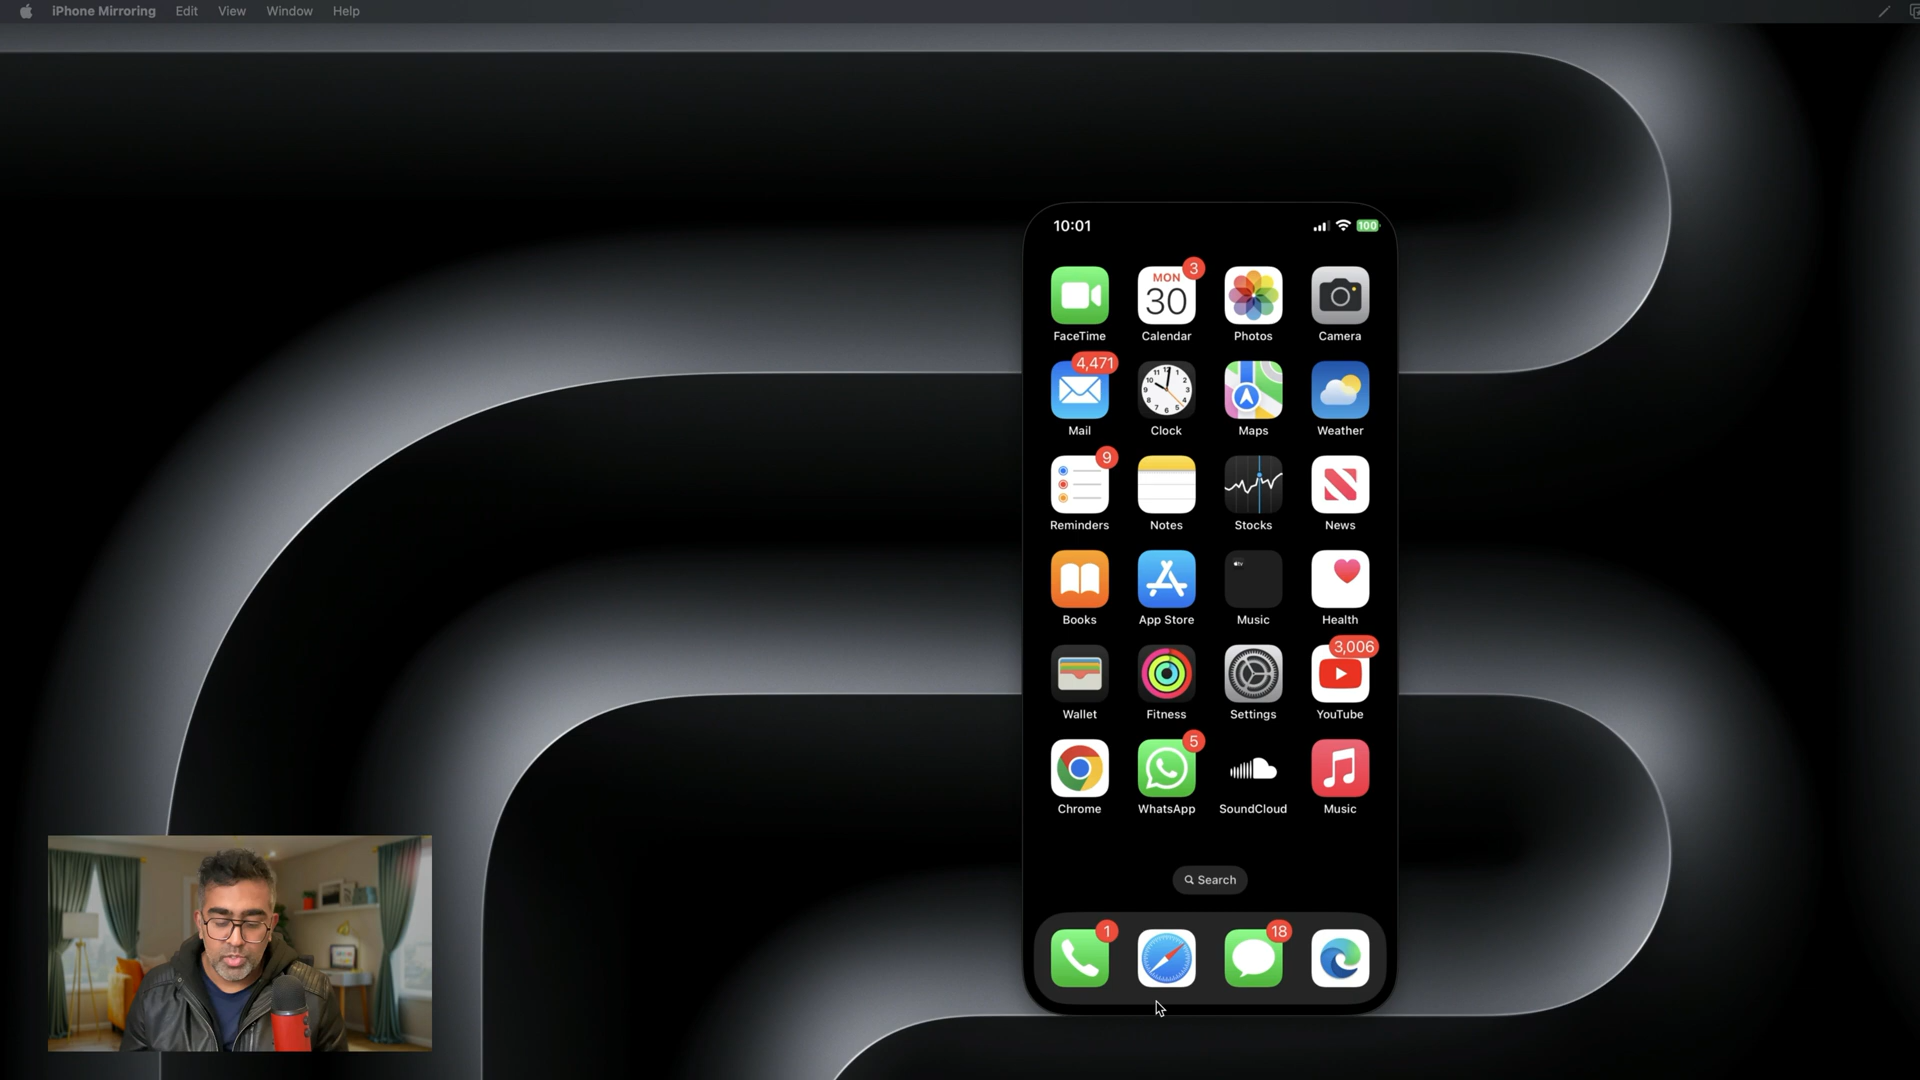 iPhone Mirroring Edit View Window Help
10:01 100
3
MON
30
FaceTime Calendar Photos Camera
4,471
Mail Clock Maps Weather
9
Reminders Notes Stocks News
tv
Books App Store Music Health
3,006
Wallet Fitness Settings YouTube
5
Chrome WhatsApp SoundCloud Music
Search
1 18